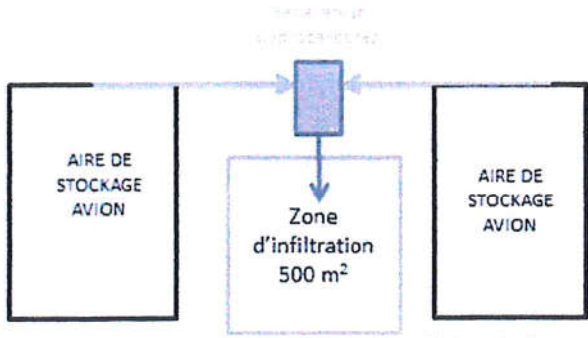 AIRE DE
STOCKAGE
AVION
Zone
d'infiltration
500 m²
AIRE DE
STOCKAGE
AVION